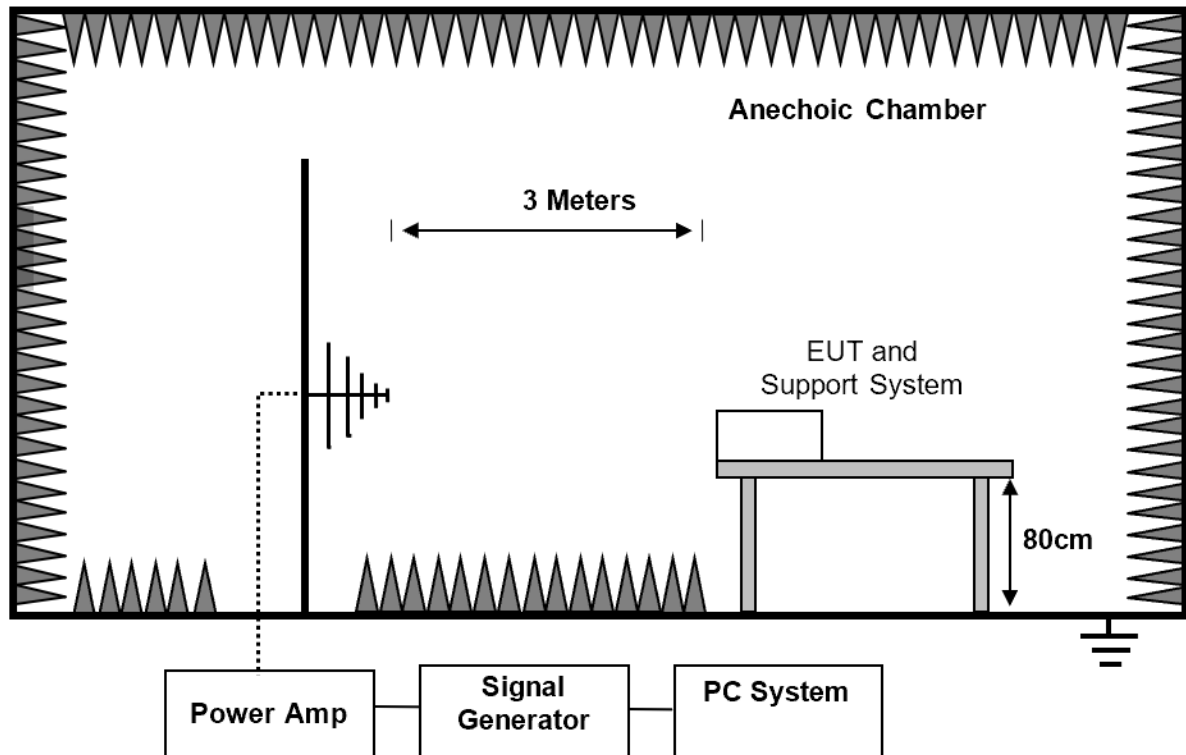 Anechoic Chamber
3 Meters
EUT and
Support System
80cm
Power Amp
Signal
Generator
PC System